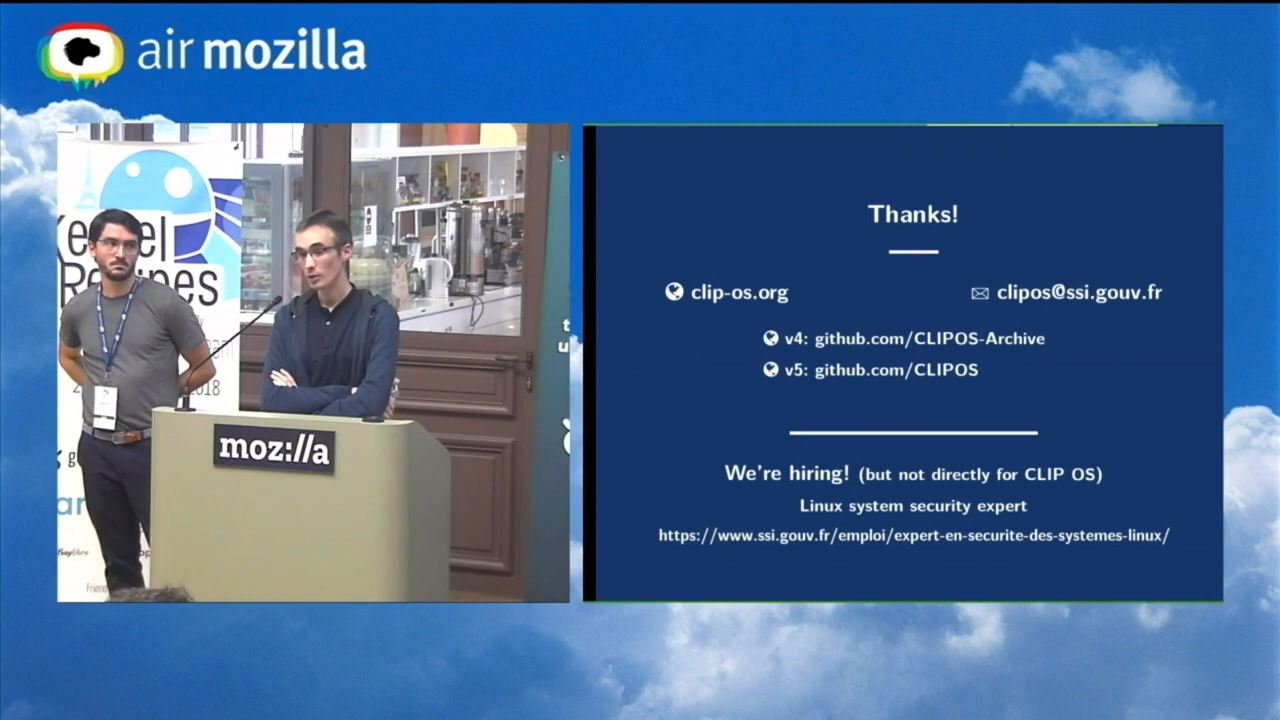 air mozilla
Kernel
Recipes
2018
moz://a
Thanks!
clip-os.org
clipos@ssi.gouv.fr
v4: github.com/CLIPOS-Archive
v5: github.com/CLIPOS
We're hiring! (but not directly for CLIP OS)
Linux system security expert
https://www.ssi.gouv.fr/emploi/expert-en-securite-des-systemes-linux/